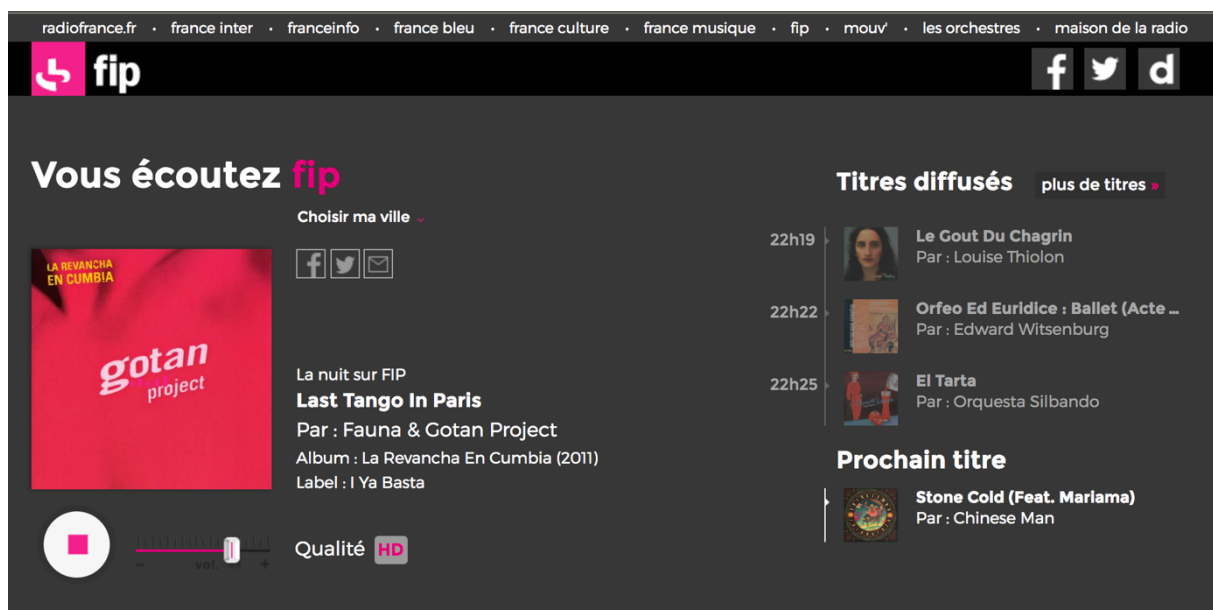 radiofrance.fr · france inter · franceinfo · france bleu · france culture · france musique · fip · mouv' · les orchestres · maison de la radio
fip
Vous écoutez fip
Choisir ma ville
LA REVANCHA
EN CUMBIA
gotan
project
La nuit sur FIP
Last Tango In Paris
Par : Fauna & Gotan Project
Album : La Revancha En Cumbia (2011)
Label : I Ya Basta
- vol. +
Qualité HD
Titres diffusés plus de titres »
22h19 Le Gout Du Chagrin
Par : Louise Thiolon
22h22 Orfeo Ed Euridice : Ballet (Acte ...
Par : Edward Witsenburg
22h25 El Tarta
Par : Orquesta Silbando
Prochain titre
Stone Cold (Feat. Mariama)
Par : Chinese Man